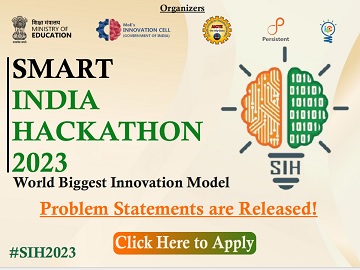 Organizers
शिक्षा मंत्रालय
MINISTRY OF
EDUCATION
MoE's
INNOVATION CELL
(GOVERNMENT OF INDIA)
AICTE
Persistent
SMART
INDIA
HACKATHON
2023
World Biggest Innovation Model
SIH
Problem Statements are Released!
#SIH2023
Click Here to Apply